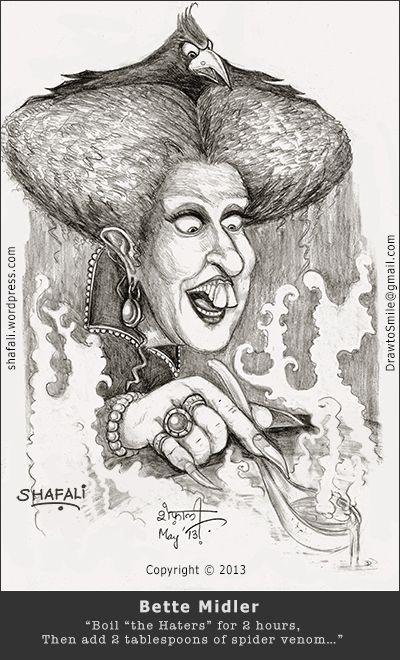 shafali.wordpress.com
DrawtoSmile@gmail.com
SHAFALI
शेफ़ाली
May '13
Copyright © 2013
Bette Midler
“Boil “the Haters” for 2 hours,
Then add 2 tablespoons of spider venom...”